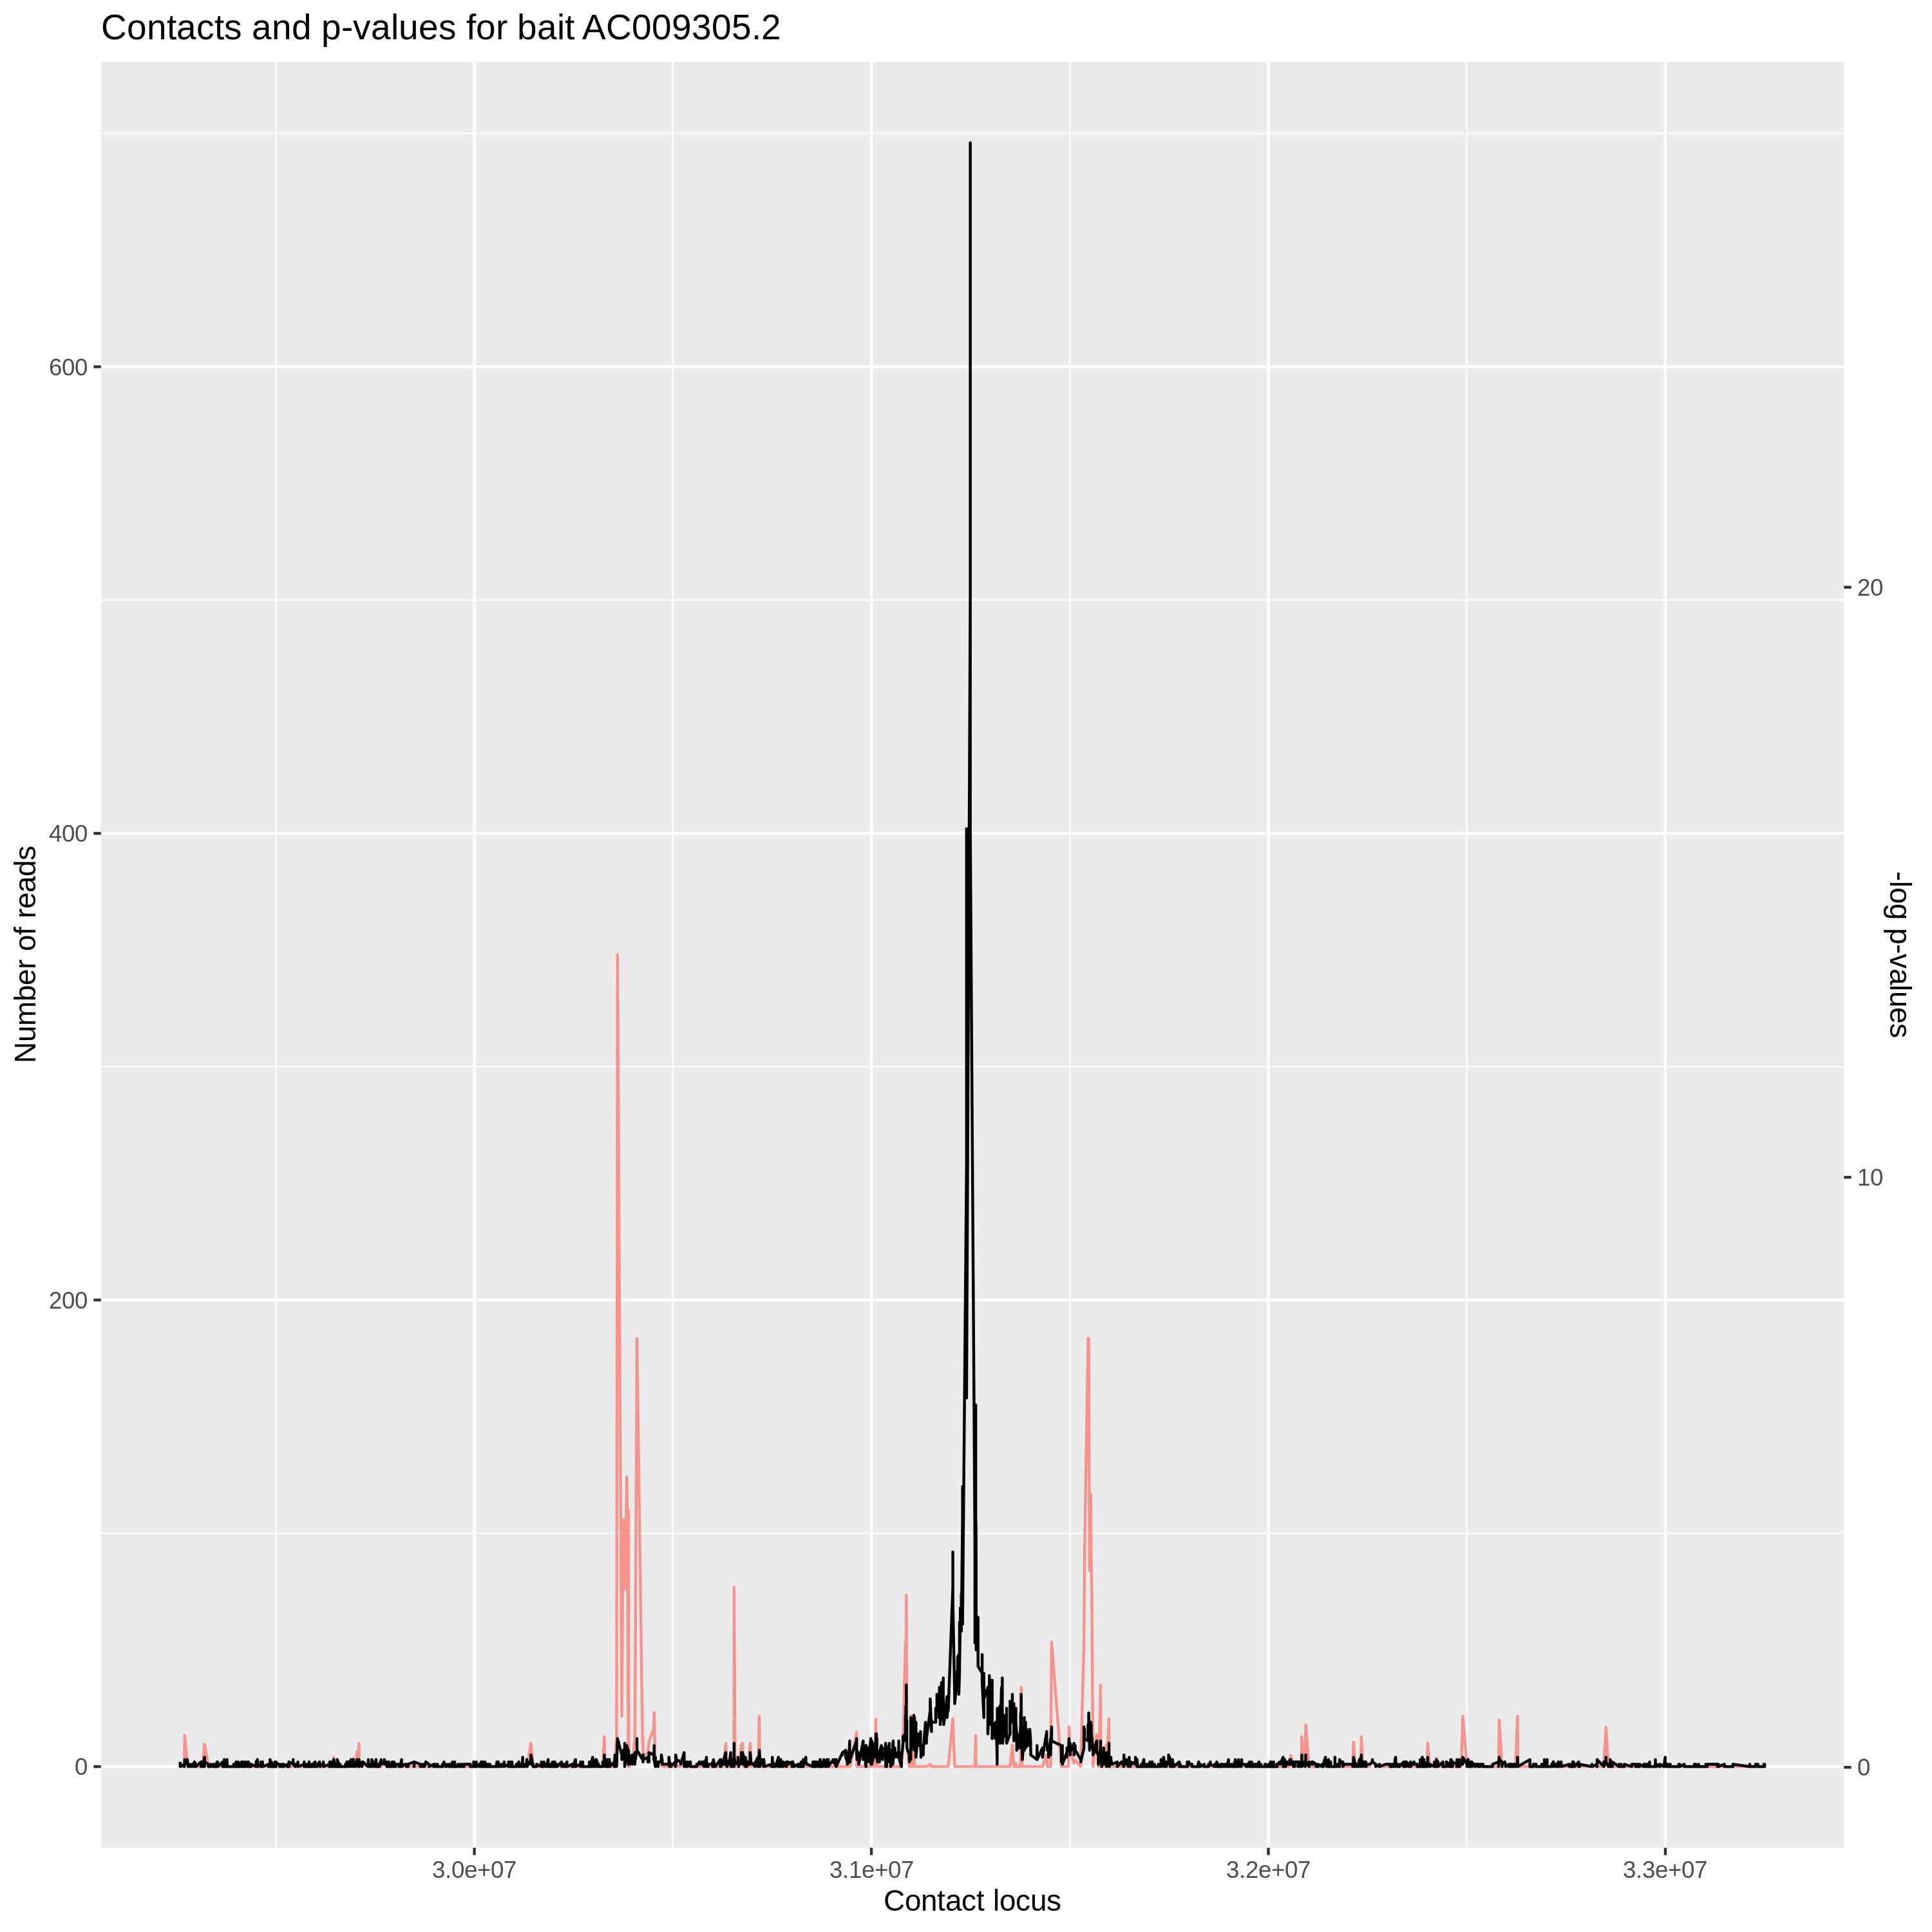 Contacts and p-values for bait AC009305.2
Number of reads
600
400
200
0
20
10
0
-log p-values
3.0e+07 3.1e+07 3.2e+07 3.3e+07
Contact locus